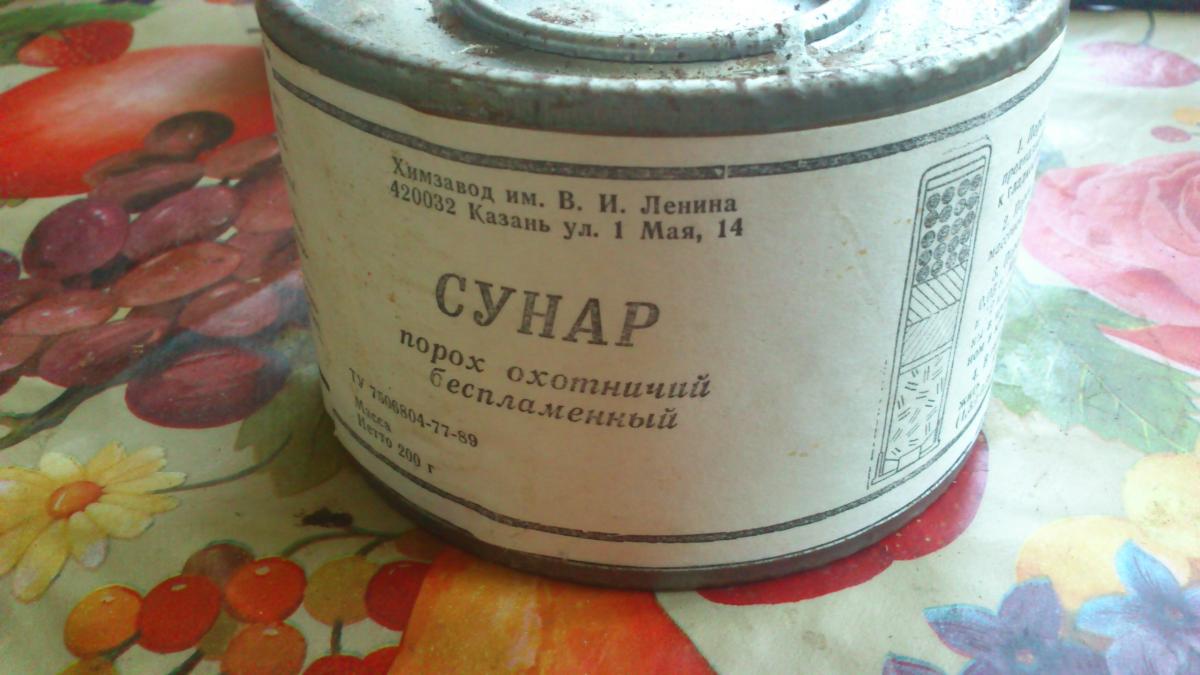 Химзавод им. В. И. Ленина
420032 Казань ул. 1 Мая, 14
СУНАР
порох охотничий
беспламенный
ТУ 7506804-77-89
Масса
Нетто 200 г